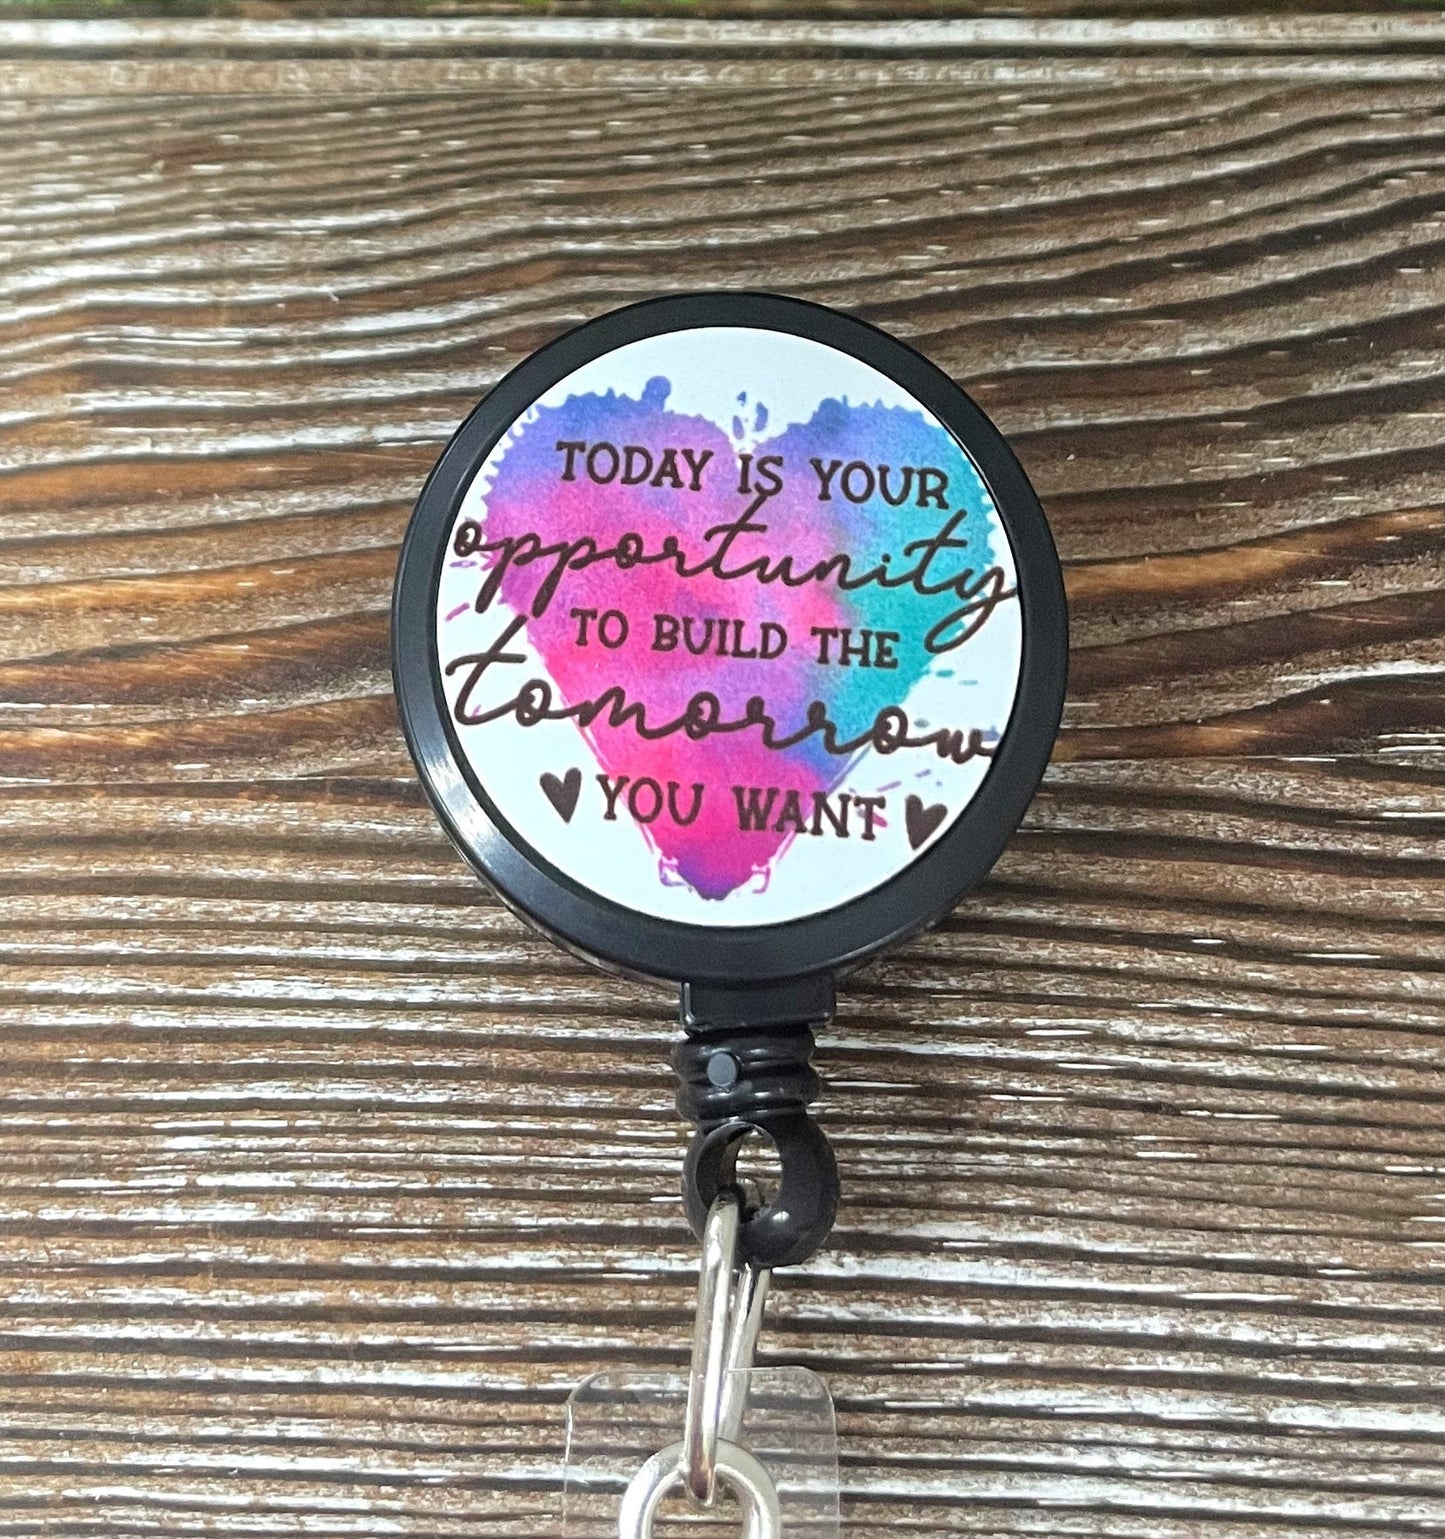 TODAY IS YOUR
opportunity
TO BUILD THE
tomorrow
YOU WANT